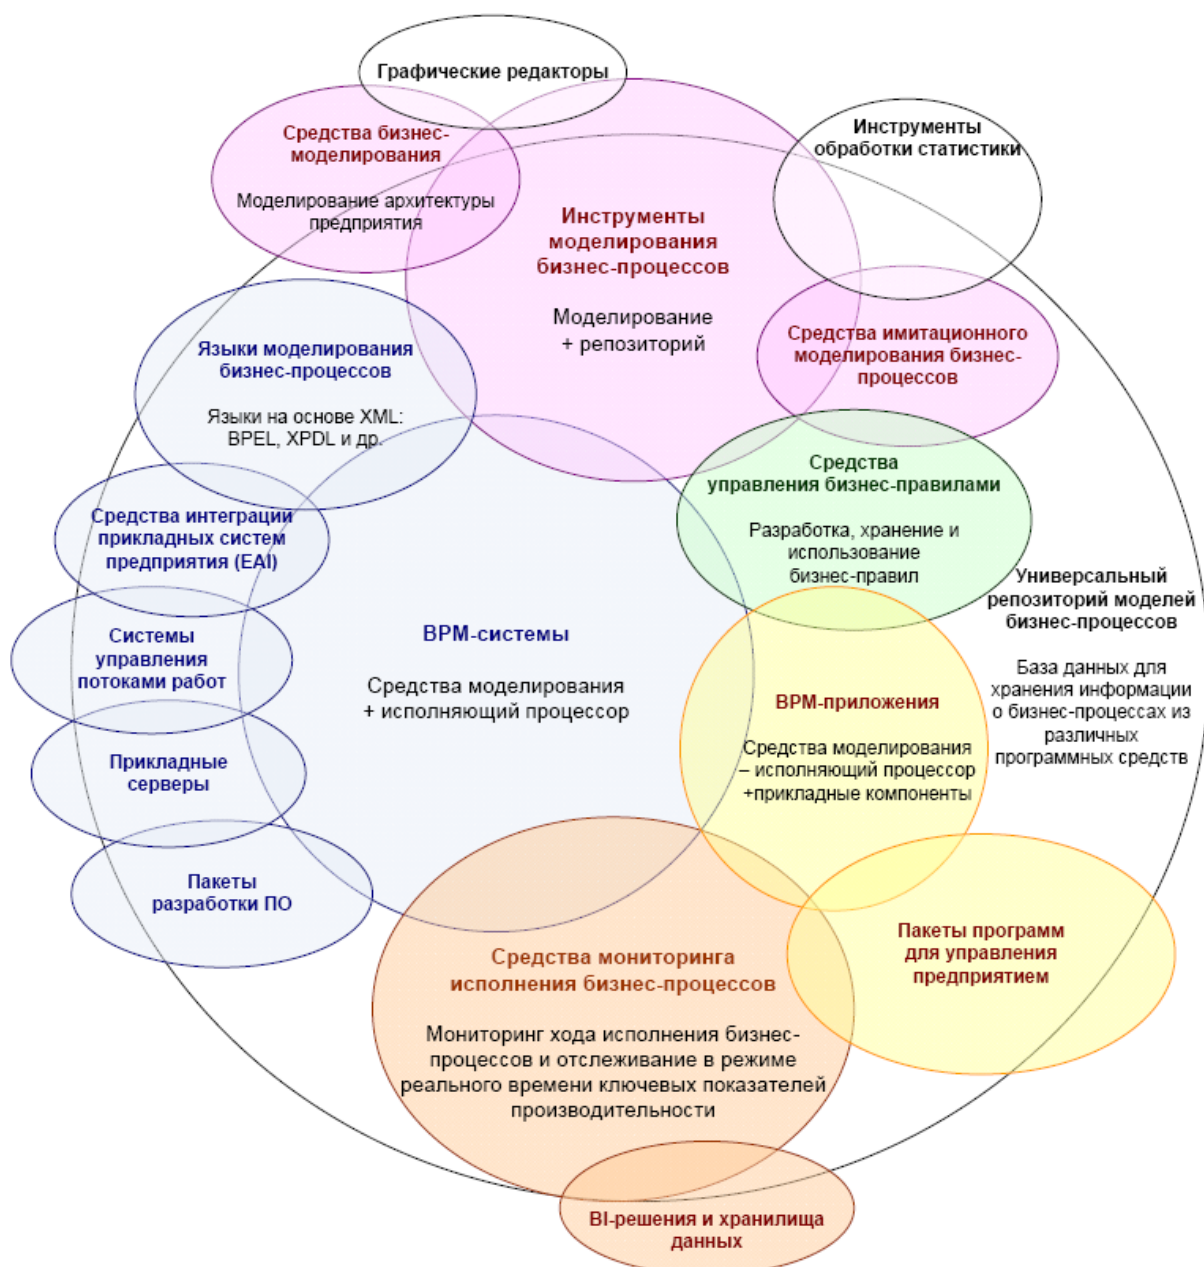 Графические редакторы
Средства бизнес-
моделирования
Моделирование архитектуры
предприятия
Инструменты
обработки статистики
Инструменты
моделирования
бизнес-процессов
Моделирование
+ репозиторий
Средства имитационного
моделирования бизнес-
процессов
Языки моделирования
бизнес-процессов
Языки на основе XML:
BPEL, XPDL и др.
Средства
управления бизнес-правилами
Разработка, хранение и
использование
бизнес-правил
Средства интеграции
прикладных систем
предприятия (EAI)
Универсальный
репозиторий моделей
бизнес-процессов
База данных для
хранения информации
о бизнес-процессах из
различных
программных средств
Системы
управления
потоками работ
BPM-системы
Средства моделирования
+ исполняющий процессор
BPM-приложения
Средства моделирования
– исполняющий процессор
+прикладные компоненты
Прикладные
серверы
Пакеты
разработки ПО
Пакеты программ
для управления
предприятием
Средства мониторинга
исполнения бизнес-процессов
Мониторинг хода исполнения бизнес-
процессов и отслеживание в режиме
реального времени ключевых показателей
производительности
BI-решения и хранилища
данных